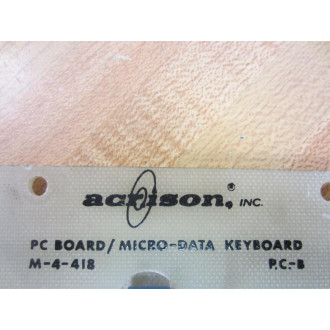 acrison, INC.
PC BOARD/MICRO-DATA KEYBOARD
M-4-418 P.C.-B